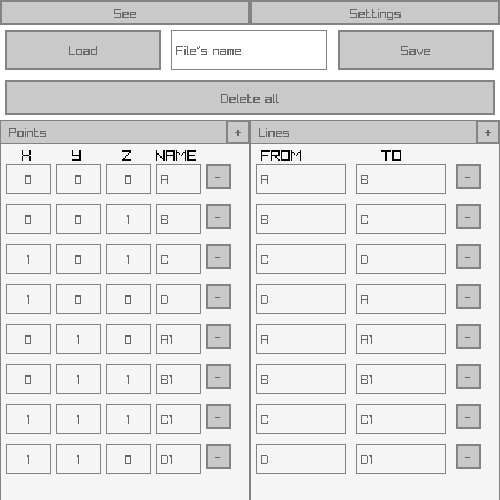 See Settings
Load File's name Save
Delete all
Points + Lines +
X Y Z NAME FROM TO
0 0 0 A - A B -
0 0 1 B - B C -
1 0 1 C - C D -
1 0 0 D - D A -
0 1 0 A1 - A A1 -
0 1 1 B1 - B B1 -
1 1 1 C1 - C C1 -
1 1 0 D1 - D D1 -